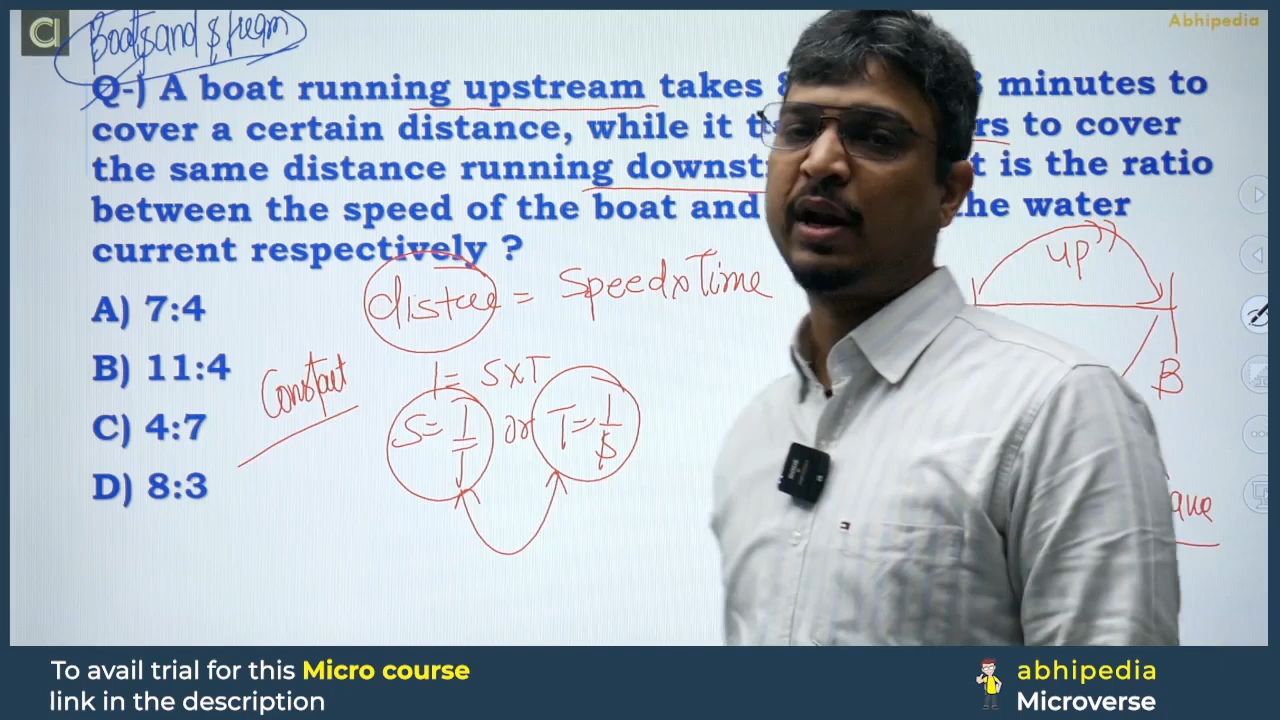 Boats and stream
Abhipedia
Q-) A boat running upstream takes 8 minutes to
cover a certain distance, while it to cover
the same distance running downst t is the ratio
between the speed of the boat and the water
current respectively ?
A) 7:4
B) 11:4
C) 4:7
D) 8:3
distance = Speed x Time
Constant
1 = S x T
S = 1/T or T = 1/S
up
B
To avail trial for this Micro course
link in the description
abhipedia
Microverse